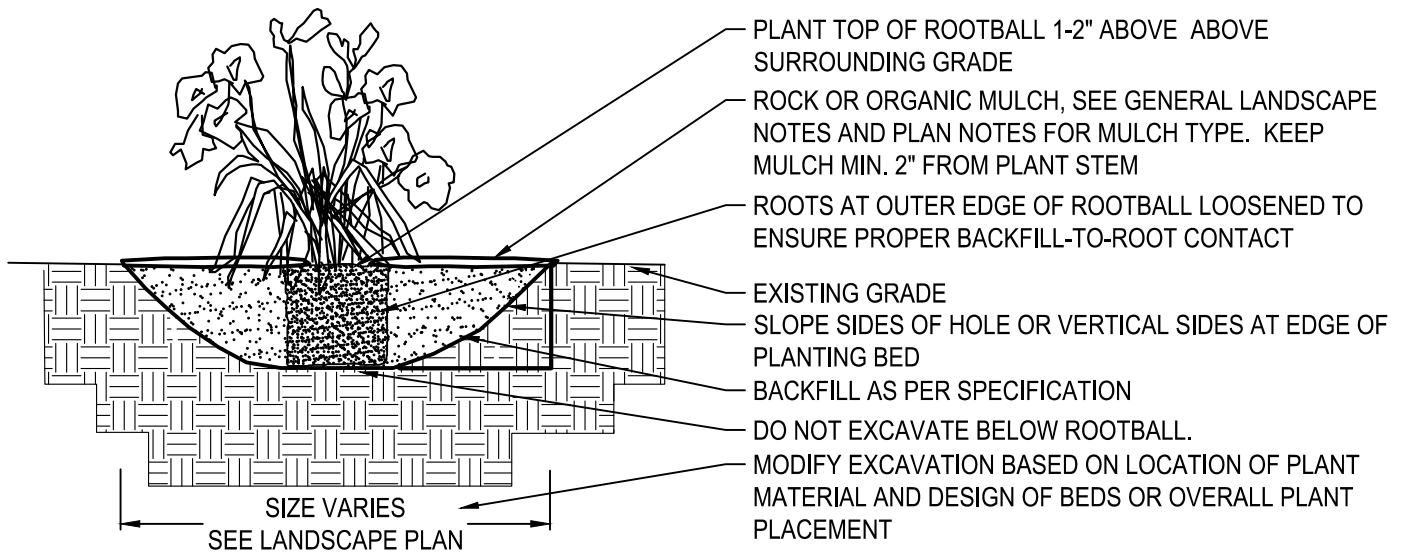 PLANT TOP OF ROOTBALL 1-2" ABOVE ABOVE
SURROUNDING GRADE
ROCK OR ORGANIC MULCH, SEE GENERAL LANDSCAPE
NOTES AND PLAN NOTES FOR MULCH TYPE. KEEP
MULCH MIN. 2" FROM PLANT STEM
ROOTS AT OUTER EDGE OF ROOTBALL LOOSENED TO
ENSURE PROPER BACKFILL-TO-ROOT CONTACT
EXISTING GRADE
SLOPE SIDES OF HOLE OR VERTICAL SIDES AT EDGE OF
PLANTING BED
BACKFILL AS PER SPECIFICATION
DO NOT EXCAVATE BELOW ROOTBALL.
MODIFY EXCAVATION BASED ON LOCATION OF PLANT
MATERIAL AND DESIGN OF BEDS OR OVERALL PLANT
PLACEMENT
SIZE VARIES
SEE LANDSCAPE PLAN